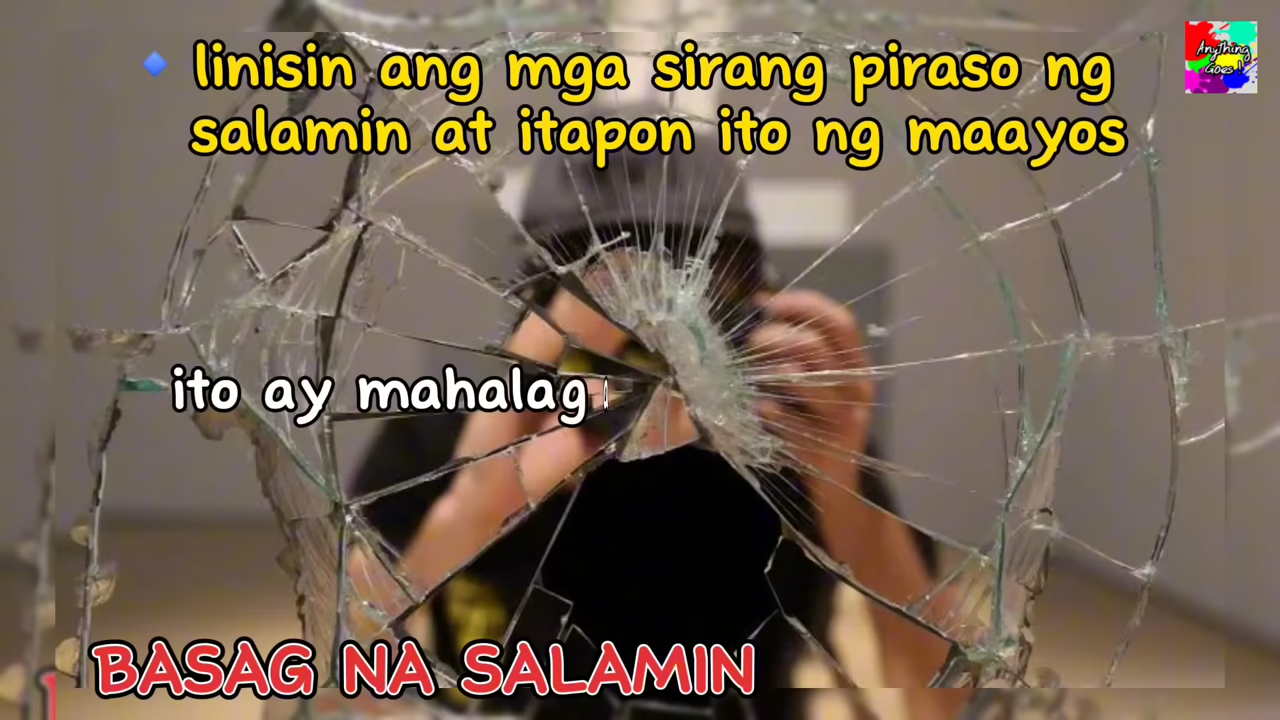 linisin ang mga sirang piraso ng
salamin at itapon ito ng maayos
Anything
Goes!
ito ay mahalag
BASAG NA SALAMIN